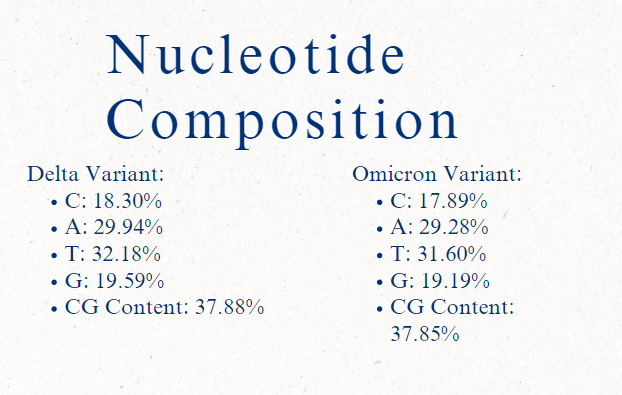 Nucleotide
Composition
Delta Variant:
• C: 18.30%
• A: 29.94%
• T: 32.18%
• G: 19.59%
• CG Content: 37.88%
Omicron Variant:
• C: 17.89%
• A: 29.28%
• T: 31.60%
• G: 19.19%
• CG Content:
37.85%